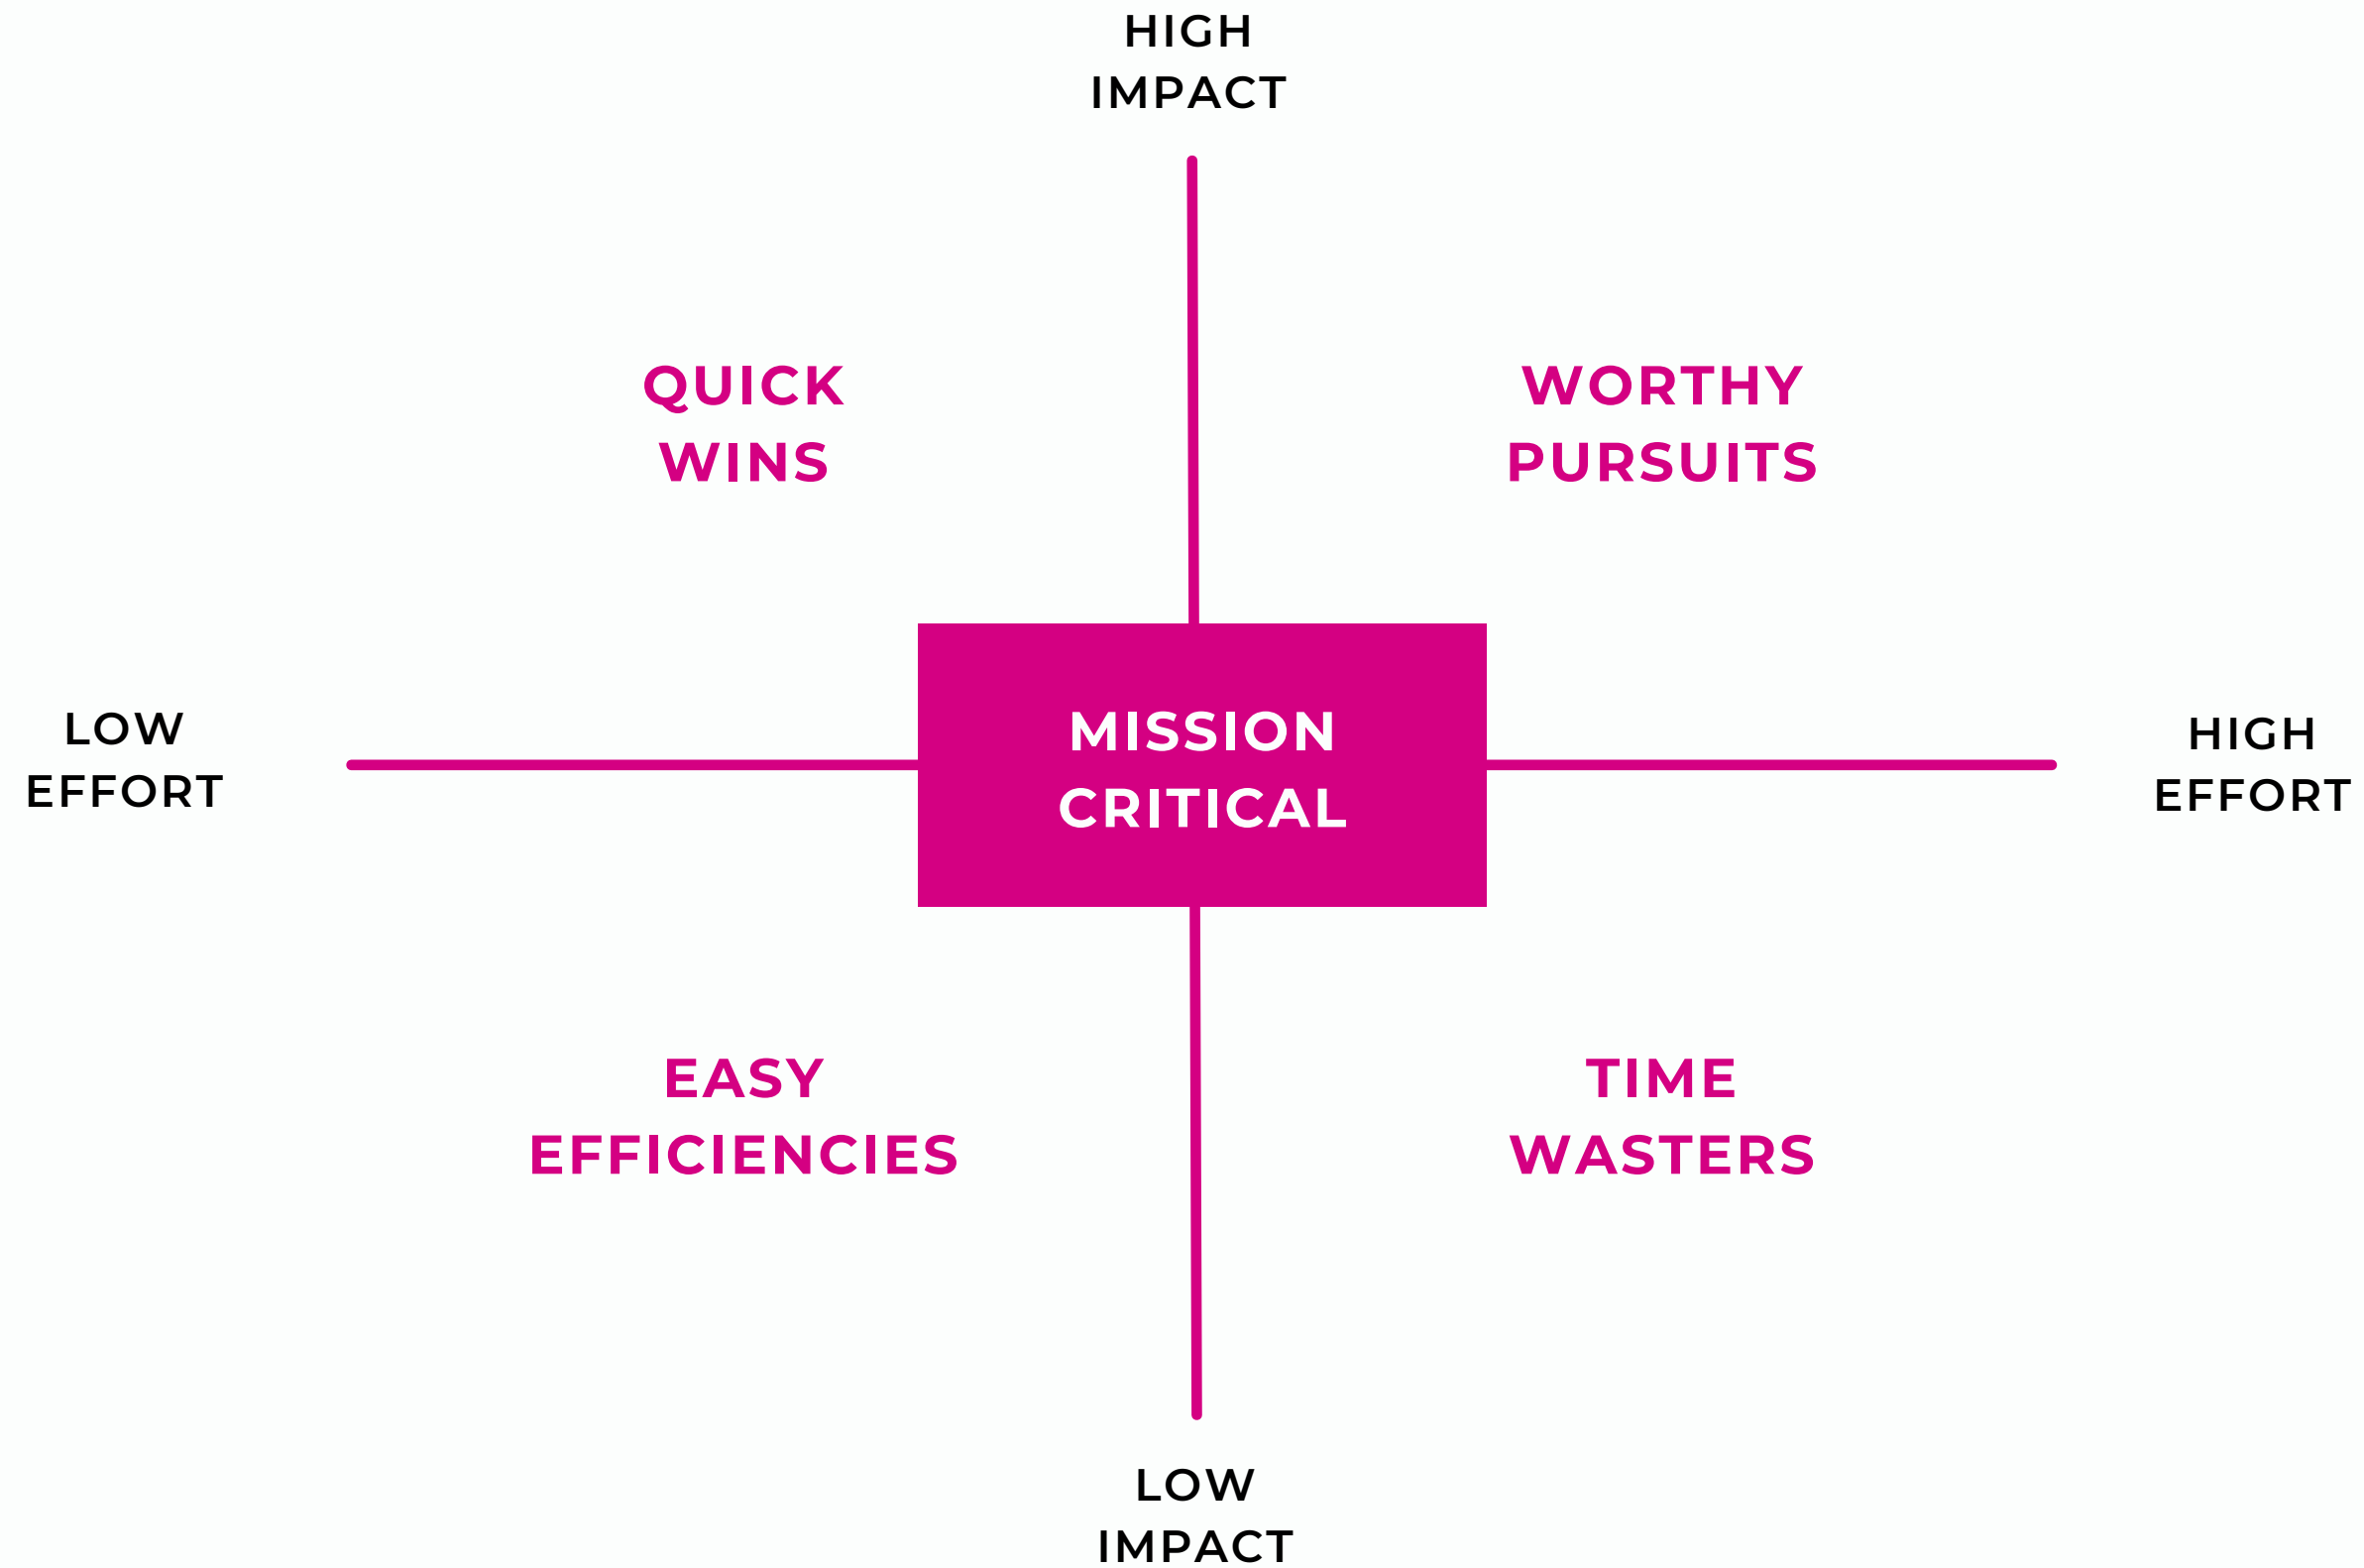 HIGH
IMPACT
QUICK
WINS
WORTHY
PURSUITS
LOW
EFFORT
MISSION
CRITICAL
HIGH
EFFORT
EASY
EFFICIENCIES
TIME
WASTERS
LOW
IMPACT